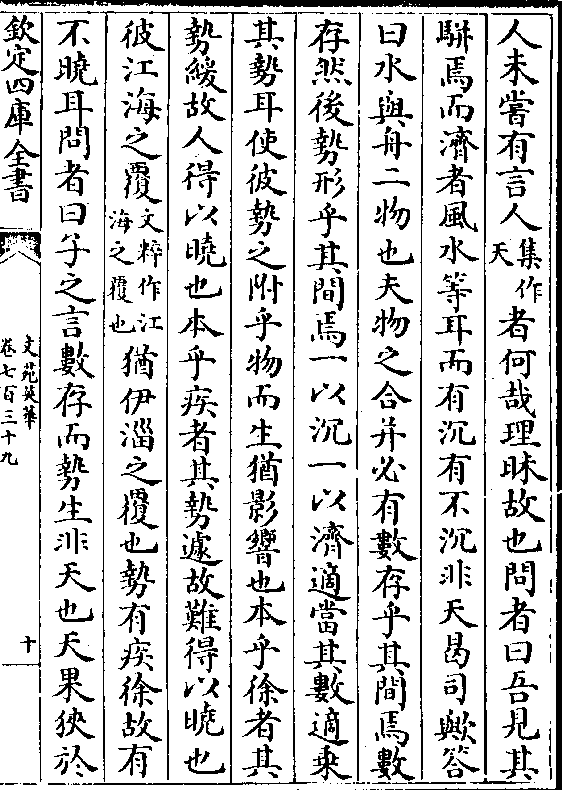 人未嘗有言人集作天者何哉理昧故也問者曰吾見其
騈焉而濟者風水等耳而有沉有不沉非天曷司歟答
曰水與舟二物也夫物之合并必有數存乎其間焉數
存然後勢形乎其間焉一以沉一以濟適當其數適乗
其勢耳使彼勢之附乎物而生猶影響也本乎徐者其
勢緩故人得以曉也本乎疾者其勢遽故難得以曉也
彼江海之覆文粹作江海之覆也猶伊淄之覆也勢有疾徐故有
不曉耳問者曰子之言數存而勢生非天也天果狹於
欽定四庫全書
文苑英華
卷七百三十九
十